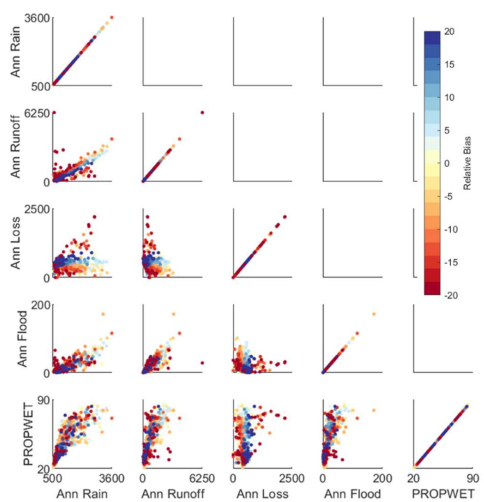 3600
Ann Rain
500
20
15
10
5
0
-5
-10
-15
-20
Relative Bias
6250
Ann Runoff
0
2500
Ann Loss
0
200
Ann Flood
0
90
PROPWET
20
500 3600 0 6250 0 2500 0 200 20 90
Ann Rain Ann Runoff Ann Loss Ann Flood PROPWET